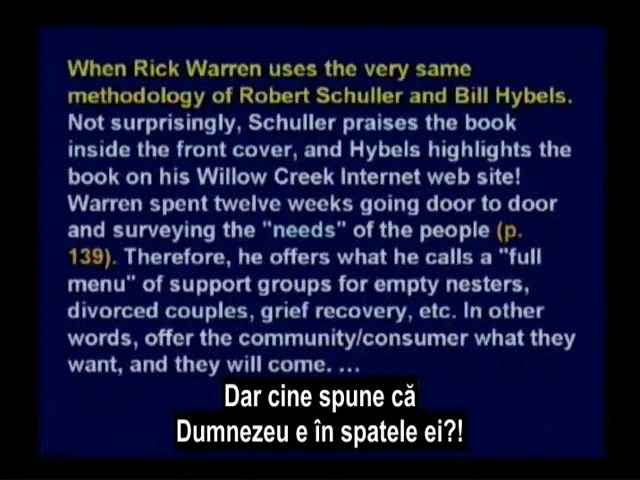 When Rick Warren uses the very same
methodology of Robert Schuller and Bill Hybels.
Not surprisingly, Schuller praises the book
inside the front cover, and Hybels highlights the
book on his Willow Creek Internet web site!
Warren spent twelve weeks going door to door
and surveying the "needs" of the people (p.
139). Therefore, he offers what he calls a "full
menu" of support groups for empty nesters,
divorced couples, grief recovery, etc. In other
words, offer the community/consumer what they
want, and they will come. ...
Dar cine spune că
Dumnezeu e în spatele ei?!